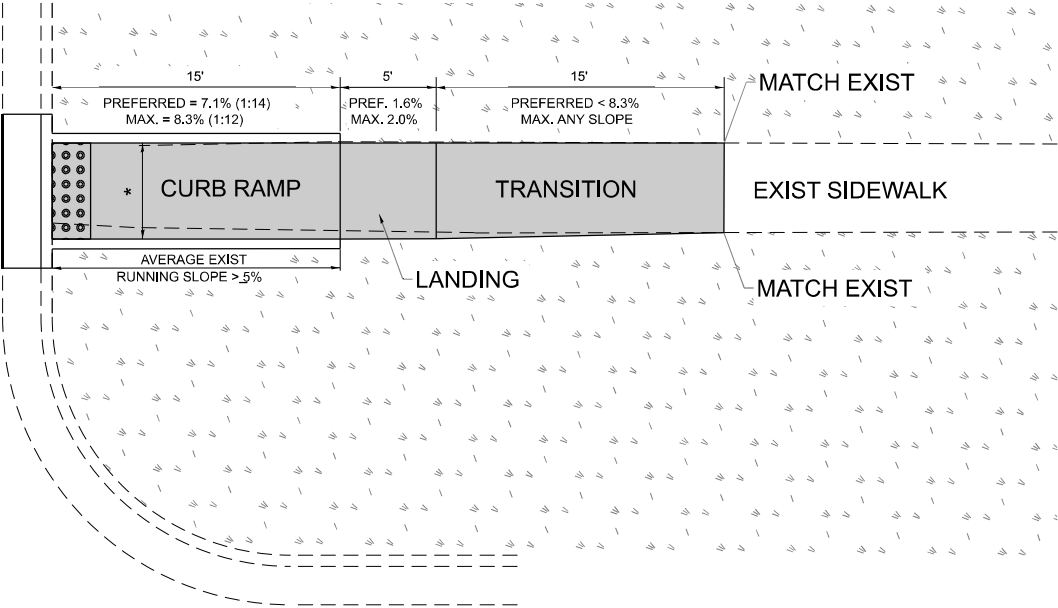 15'
5'
15'
PREFERRED = 7.1% (1:14)
MAX. = 8.3% (1:12)
PREF. 1.6%
MAX. 2.0%
PREFERRED < 8.3%
MAX. ANY SLOPE
MATCH EXIST
*
CURB RAMP
TRANSITION
EXIST SIDEWALK
AVERAGE EXIST
RUNNING SLOPE > 5%
LANDING
MATCH EXIST